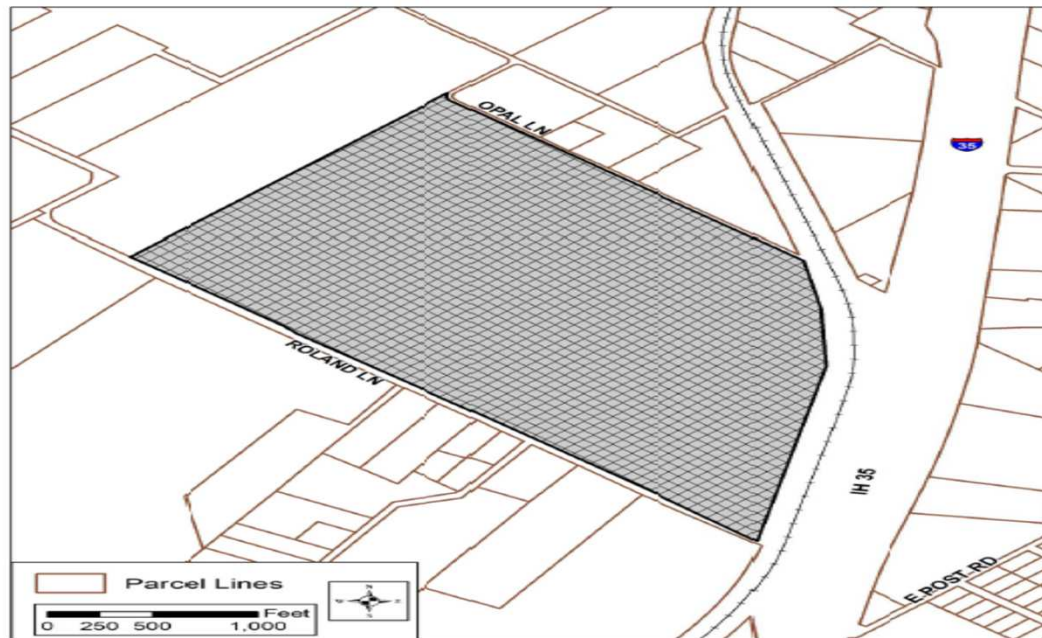 OPAL LN
35
ROLAND LN
IH 35
E POST RD
Parcel Lines
Feet
0 250 500 1,000